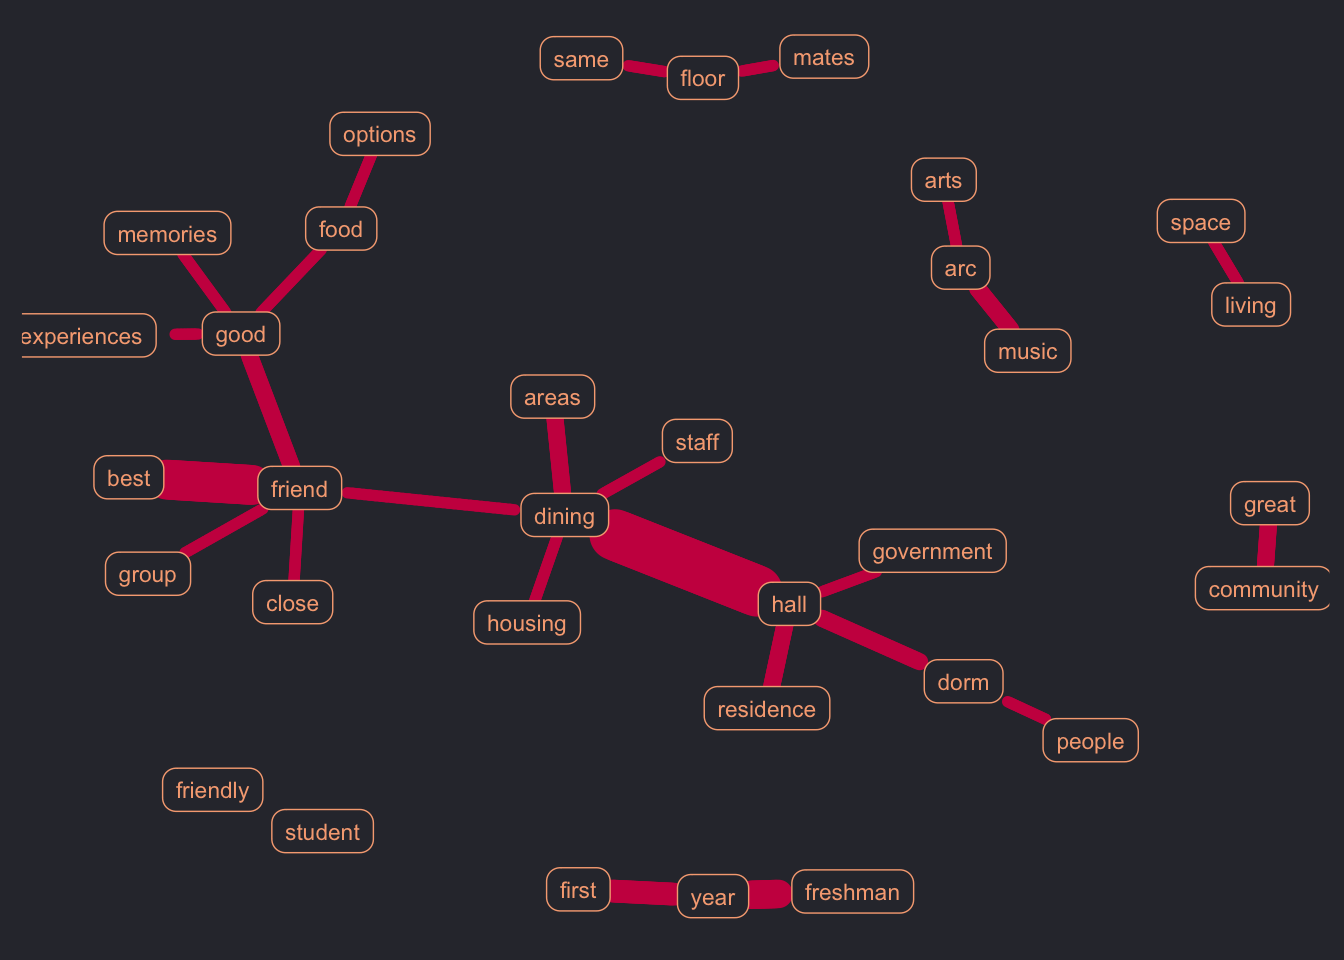 same
floor
mates
options
arts
memories
food
space
arc
living
experiences
good
music
areas
staff
best
friend
dining
great
group
close
housing
hall
government
community
residence
dorm
people
friendly
student
first
year
freshman